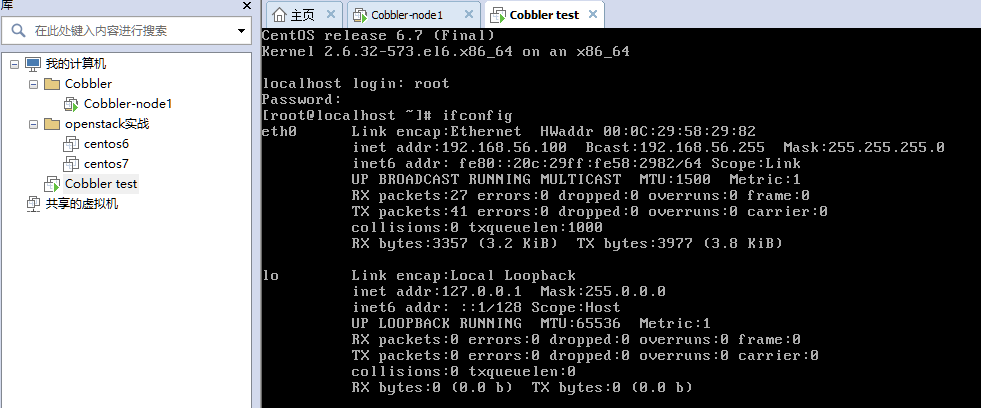 库
在此处键入内容进行搜索
我的计算机
Cobbler
Cobbler-node1
openstack实战
centos6
centos7
Cobbler test
共享的虚拟机
主页
Cobbler-node1
Cobbler test
CentOS release 6.7 (Final)
Kernel 2.6.32-573.el6.x86_64 on an x86_64
localhost login: root
Password:
[root@localhost ~]# ifconfig
eth0 Link encap:Ethernet HWaddr 00:0C:29:58:29:82
inet addr:192.168.56.100 Bcast:192.168.56.255 Mask:255.255.255.0
inet6 addr: fe80::20c:29ff:fe58:2982/64 Scope:Link
UP BROADCAST RUNNING MULTICAST MTU:1500 Metric:1
RX packets:27 errors:0 dropped:0 overruns:0 frame:0
TX packets:41 errors:0 dropped:0 overruns:0 carrier:0
collisions:0 txqueuelen:1000
RX bytes:3357 (3.2 KiB) TX bytes:3977 (3.8 KiB)
lo Link encap:Local Loopback
inet addr:127.0.0.1 Mask:255.0.0.0
inet6 addr: ::1/128 Scope:Host
UP LOOPBACK RUNNING MTU:65536 Metric:1
RX packets:0 errors:0 dropped:0 overruns:0 frame:0
TX packets:0 errors:0 dropped:0 overruns:0 carrier:0
collisions:0 txqueuelen:0
RX bytes:0 (0.0 b) TX bytes:0 (0.0 b)